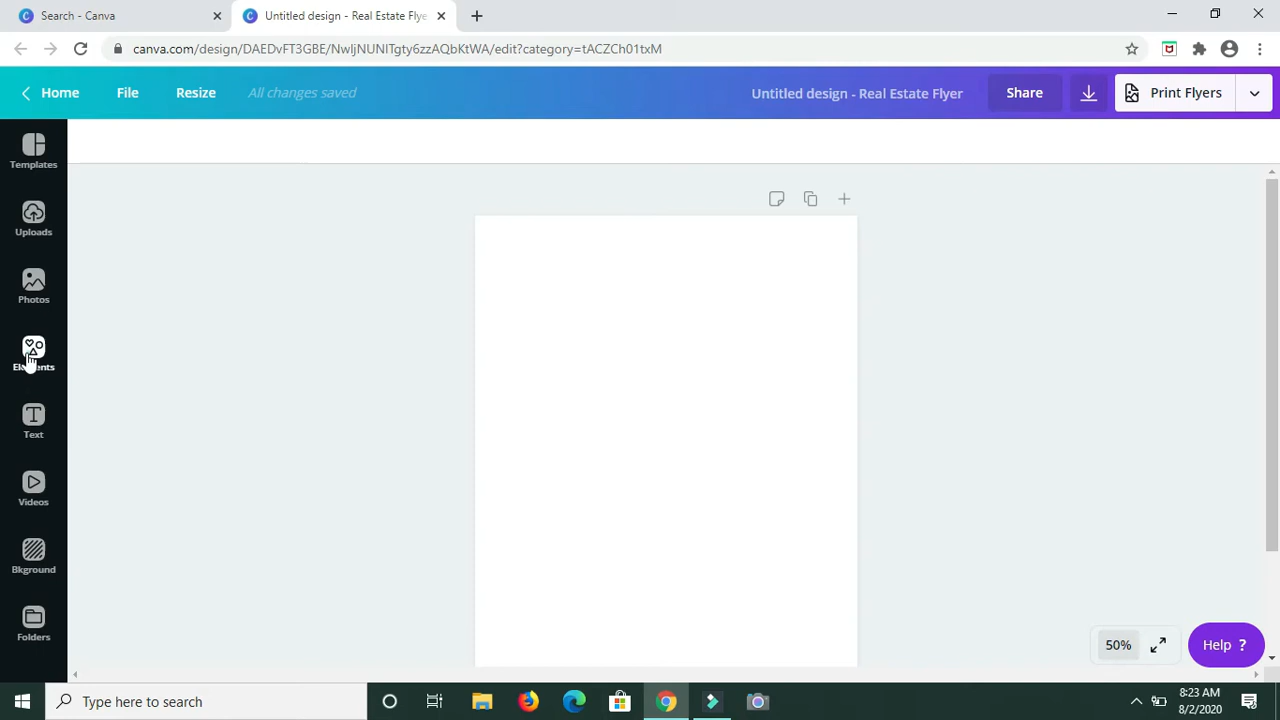 Search - Canva
Untitled design - Real Estate Flye
canva.com/design/DAEDvFT3GBE/NwIjNUNITgty6zzAQbKtWA/edit?category=tACZCh01txM
Home
File
Resize
All changes saved
Untitled design - Real Estate Flyer
Share
Print Flyers
Templates
Uploads
Photos
Elements
Text
Videos
Bkground
Folders
50%
Help ?
Type here to search
8:23 AM
8/2/2020